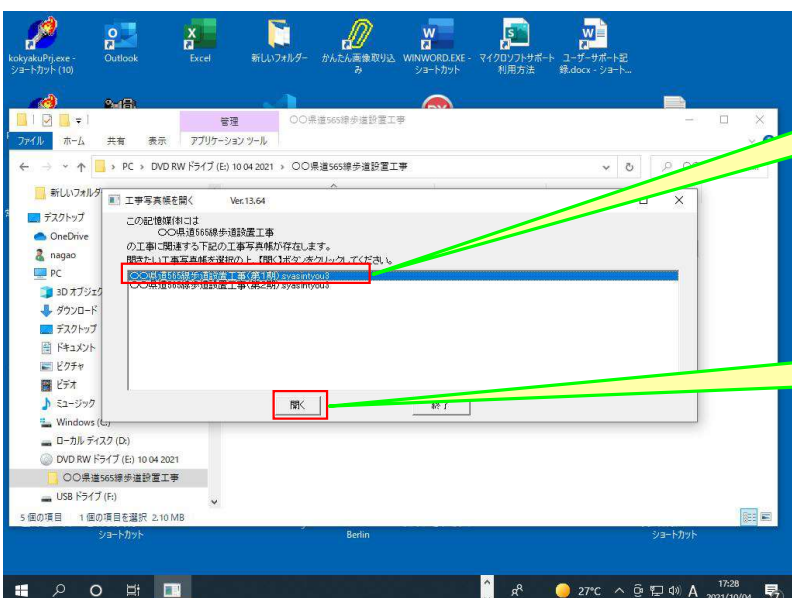 kokyakuPrj.exe - ショートカット (10)
Outlook
Excel
新しいフォルダー
かんたん画像取り込み
WINWORD.EXE - ショートカット
マイクロソフトサポート利用方法
ユーザーサポート記録.docx - ショート...
管理
〇〇県道565線歩道設置工事
ファイル ホーム 共有 表示 アプリケーション ツール
PC › DVD RW ドライブ (E:) 10 04 2021 › 〇〇県道565線歩道設置工事
新しいフォルダ
デスクトップ
OneDrive
nagao
PC
3D オブジェク
ダウンロード
デスクトップ
ドキュメント
ピクチャ
ビデオ
ミュージック
Windows (C:)
ローカル ディスク (D:)
DVD RW ドライブ (E:) 10 04 2021
〇〇県道565線歩道設置工事
USB ドライブ (F:)
工事写真帳を開く Ver.13.64
この記憶媒体には
〇〇県道565線歩道設置工事
の工事に関連する下記の工事写真帳が存在します。
開きたい工事写真帳を選択の上、【開く】ボタンをクリックしてください。
〇〇県道565線歩道設置工事(第1期) syasintyou3
〇〇県道565線歩道設置工事(第2期) syasintyou3
開く
終了
5 個の項目 1 個の項目を選択 2.10 MB
ショートカット
Berlin
ショートカット
27°C
A
17:28
2021/10/04